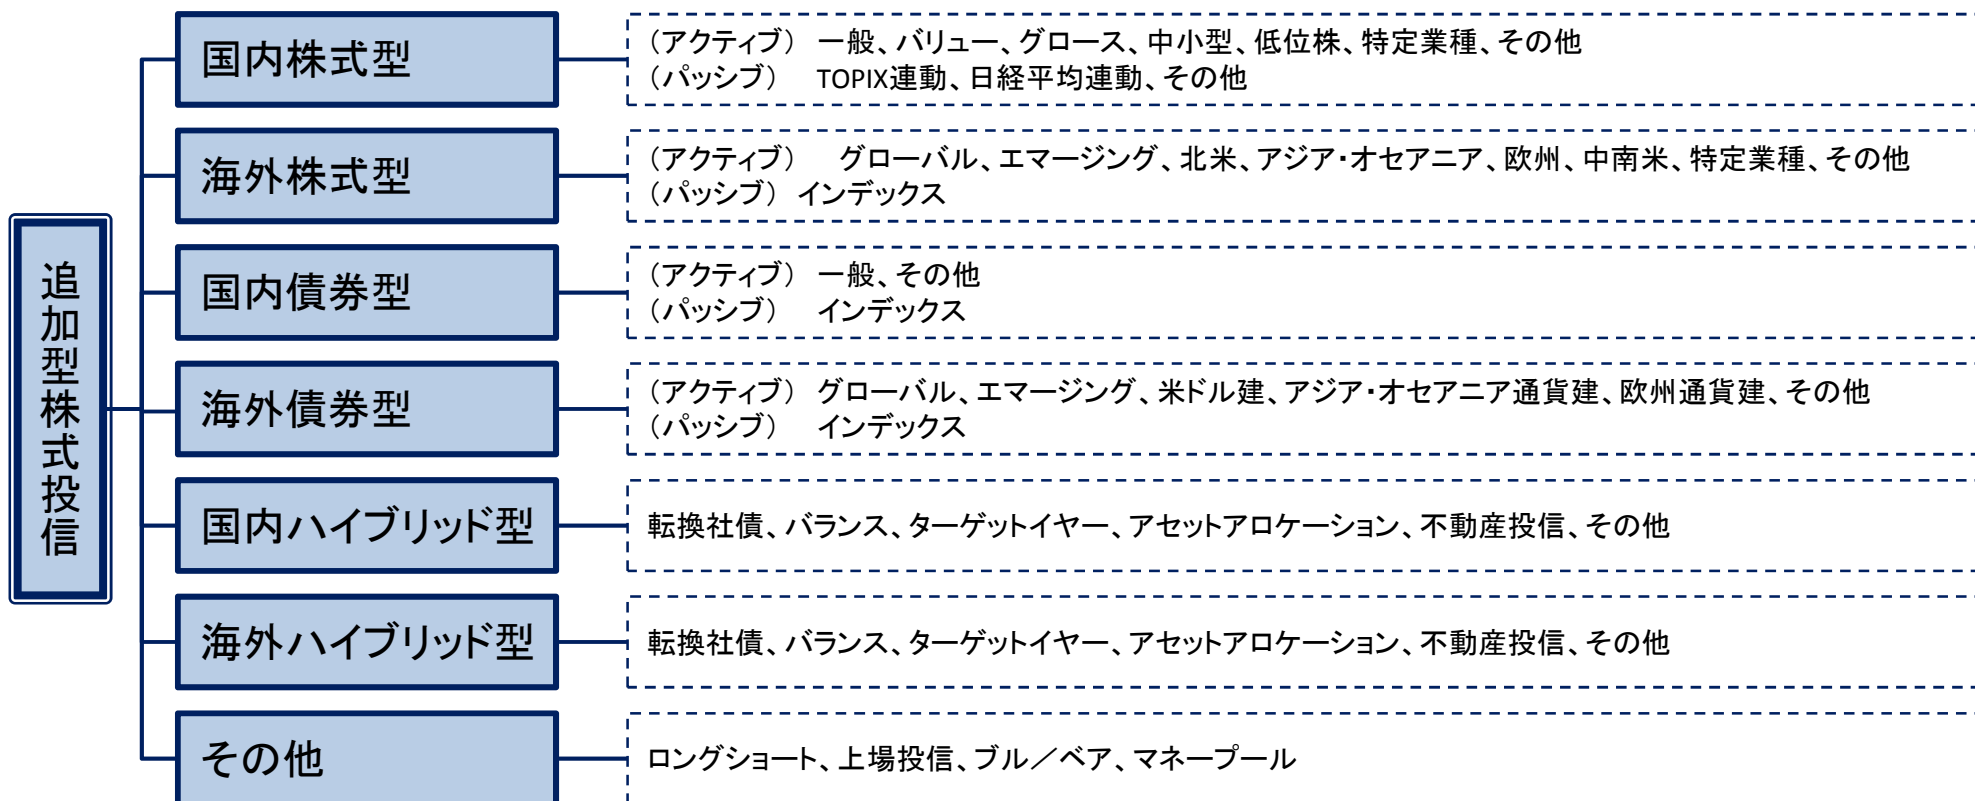 追加型株式投信
国内株式型
(アクティブ) 一般、バリュー、グロース、中小型、低位株、特定業種、その他
(パッシブ) TOPIX連動、日経平均連動、その他
海外株式型
(アクティブ) グローバル、エマージング、北米、アジア・オセアニア、欧州、中南米、特定業種、その他
(パッシブ) インデックス
国内債券型
(アクティブ) 一般、その他
(パッシブ) インデックス
海外債券型
(アクティブ) グローバル、エマージング、米ドル建、アジア・オセアニア通貨建、欧州通貨建、その他
(パッシブ) インデックス
国内ハイブリッド型
転換社債、バランス、ターゲットイヤー、アセットアロケーション、不動産投信、その他
海外ハイブリッド型
転換社債、バランス、ターゲットイヤー、アセットアロケーション、不動産投信、その他
その他
ロングショート、上場投信、ブル／ベア、マネープール